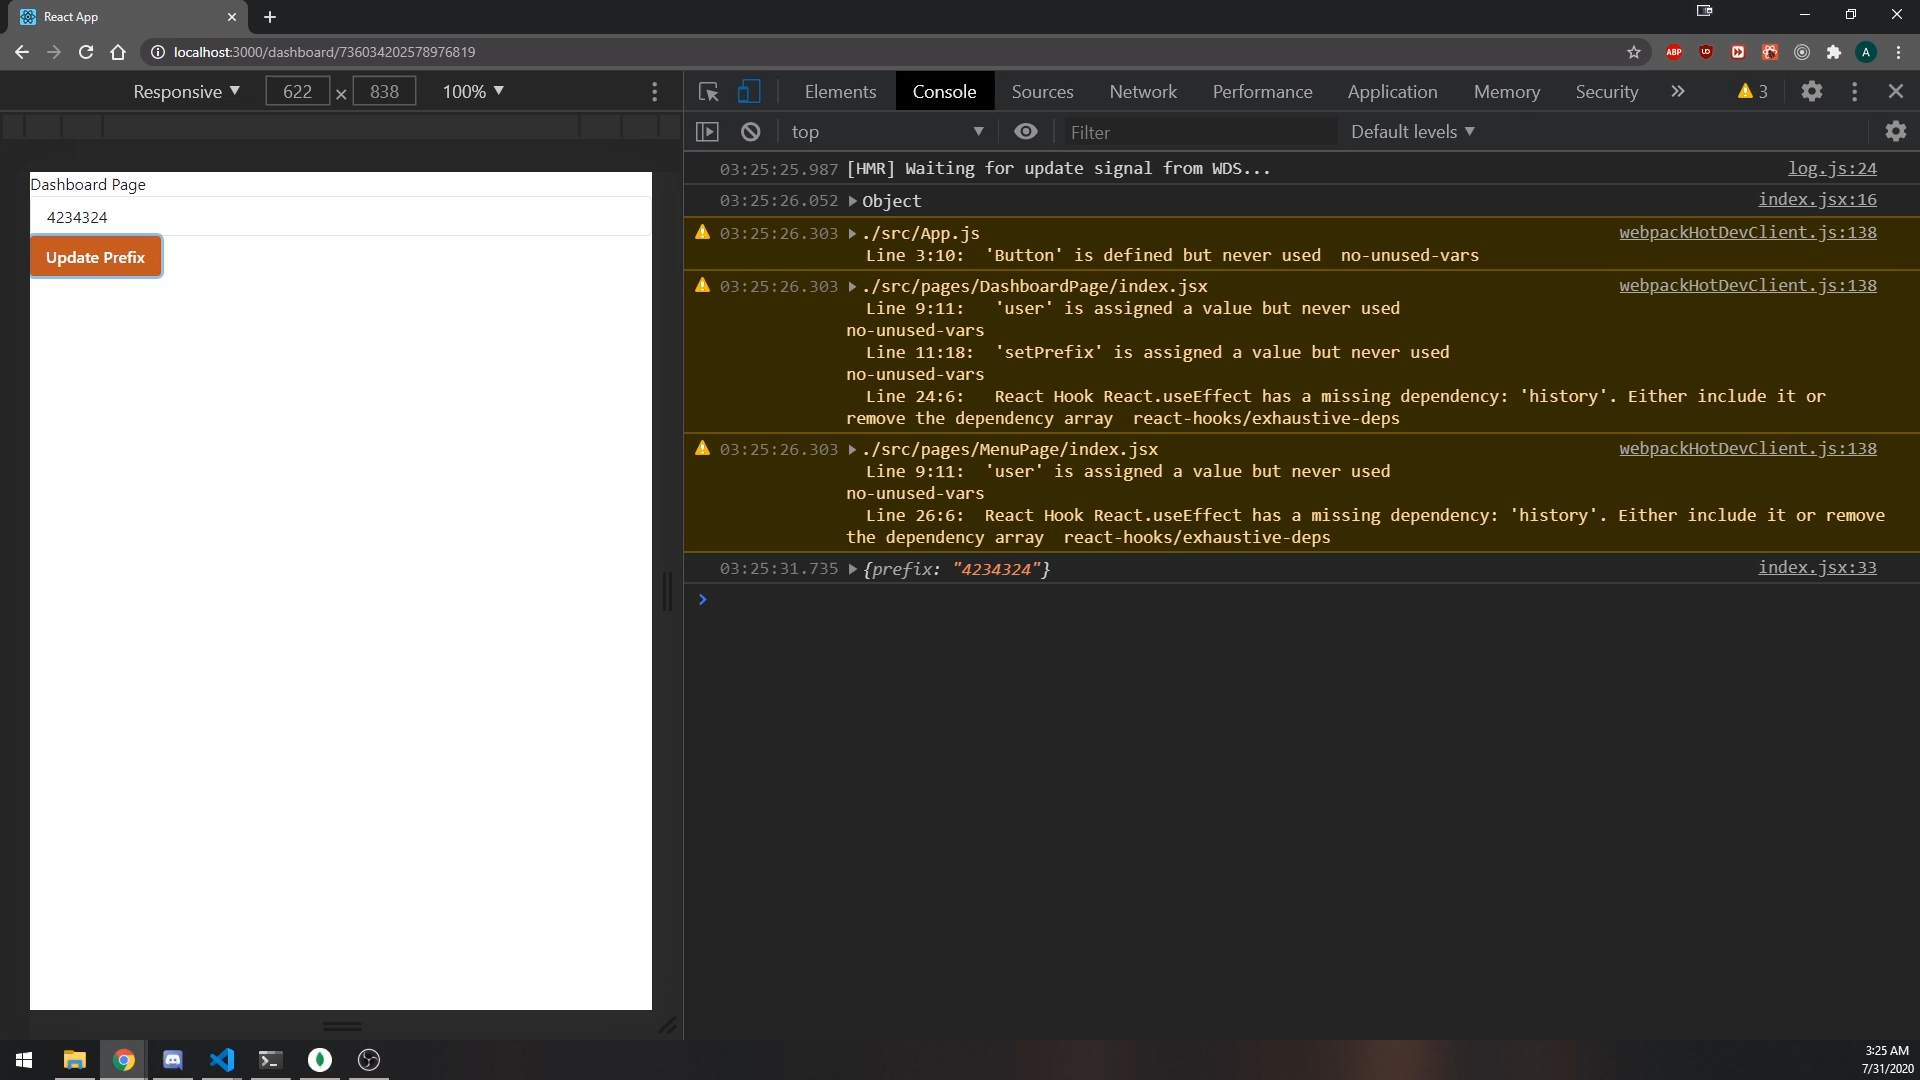 React App
localhost:3000/dashboard/736034202578976819
ABP
A
Responsive ▼ 622 × 838 100% ▼
Elements Console Sources Network Performance Application Memory Security » 3
top ▼ Filter Default levels ▼
Dashboard Page
4234324
Update Prefix
03:25:25.987 [HMR] Waiting for update signal from WDS... log.js:24
03:25:26.052 ▶Object index.jsx:16
03:25:26.303 ▶./src/App.js webpackHotDevClient.js:138
Line 3:10:  'Button' is defined but never used  no-unused-vars
03:25:26.303 ▶./src/pages/DashboardPage/index.jsx webpackHotDevClient.js:138
Line 9:11:   'user' is assigned a value but never used
no-unused-vars
Line 11:18:  'setPrefix' is assigned a value but never used
no-unused-vars
Line 24:6:   React Hook React.useEffect has a missing dependency: 'history'. Either include it or
remove the dependency array  react-hooks/exhaustive-deps
03:25:26.303 ▶./src/pages/MenuPage/index.jsx webpackHotDevClient.js:138
Line 9:11:  'user' is assigned a value but never used
no-unused-vars
Line 26:6:  React Hook React.useEffect has a missing dependency: 'history'. Either include it or remove
the dependency array  react-hooks/exhaustive-deps
03:25:31.735 ▶{prefix: "4234324"} index.jsx:33
3:25 AM
7/31/2020